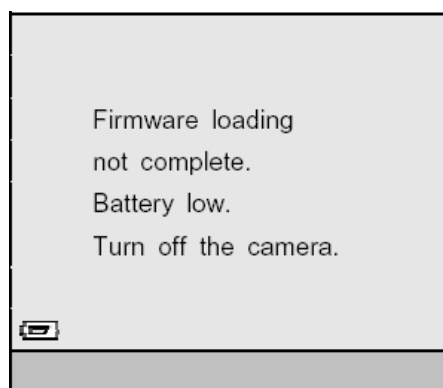 Firmware loading
not complete.
Battery low.
Turn off the camera.